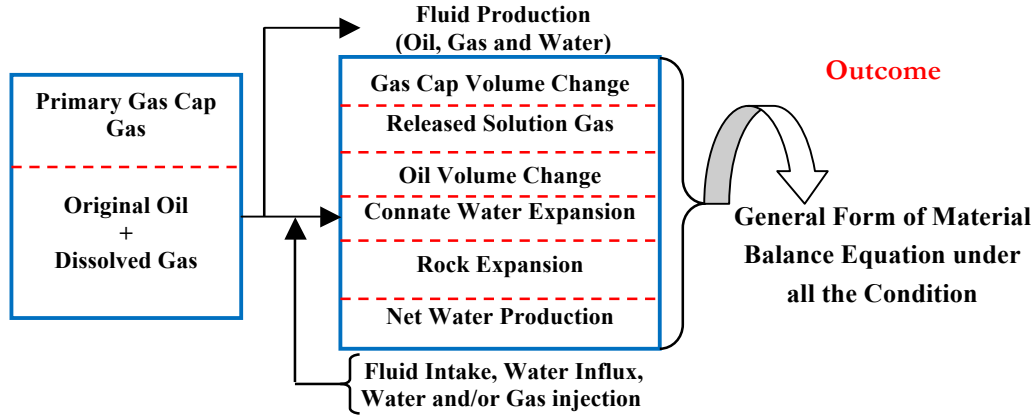 Fluid Production
(Oil, Gas and Water)
Primary Gas Cap
Gas
Original Oil
+
Dissolved Gas
Gas Cap Volume Change
Released Solution Gas
Oil Volume Change
Connate Water Expansion
Rock Expansion
Net Water Production
Fluid Intake, Water Influx,
Water and/or Gas injection
Outcome
General Form of Material
Balance Equation under
all the Condition